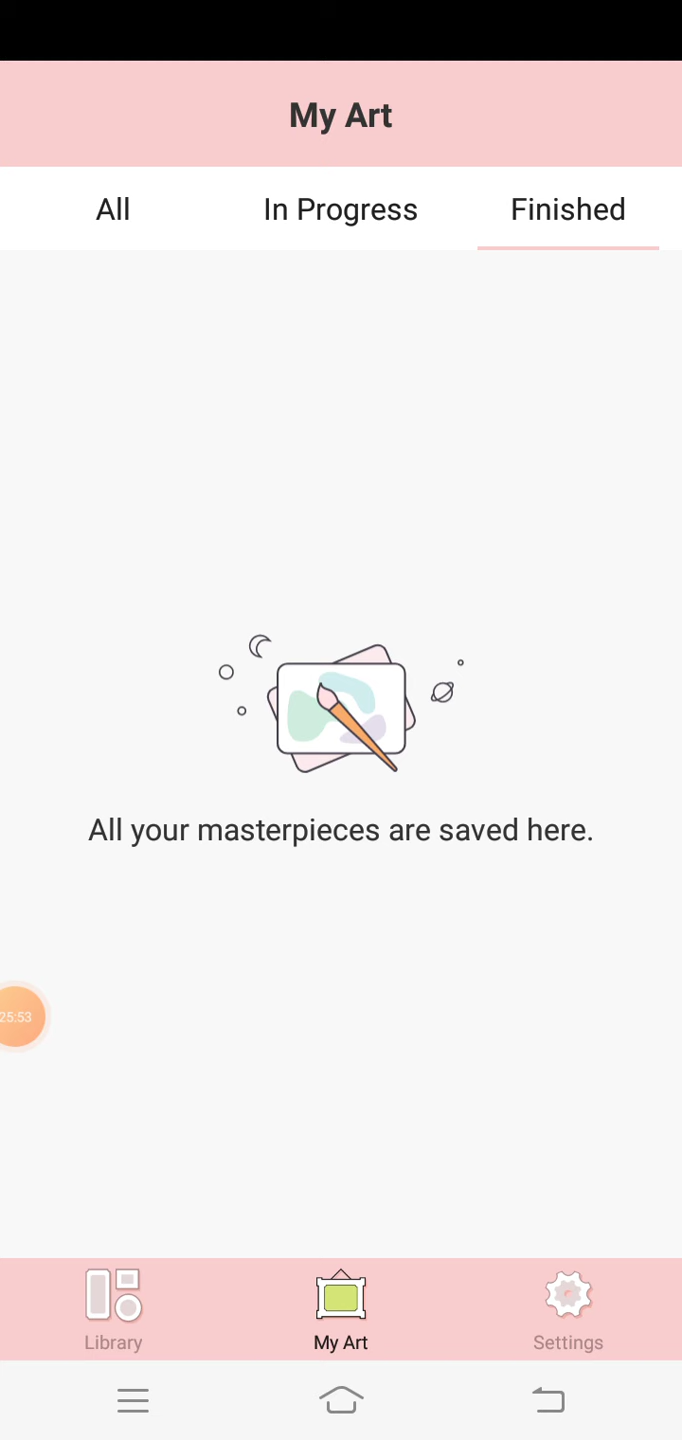 My Art
All
In Progress
Finished
All your masterpieces are saved here.
25:53
Library
My Art
Settings